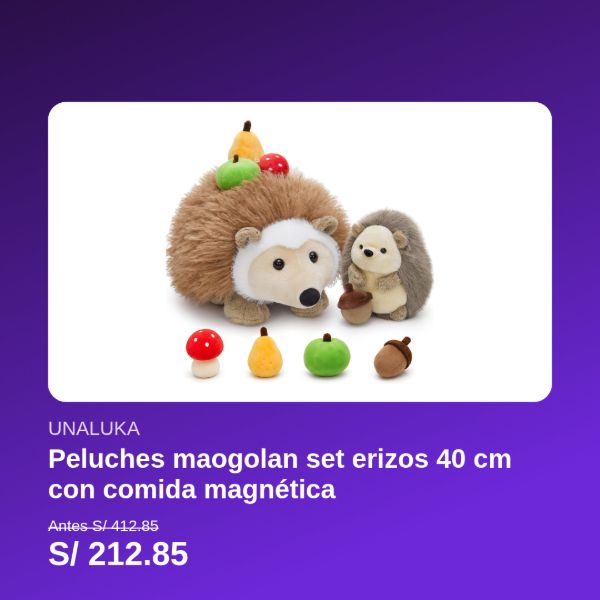 UNALUKA
Peluches maogolan set erizos 40 cm
con comida magnética
Antes S/ 412.85
S/ 212.85